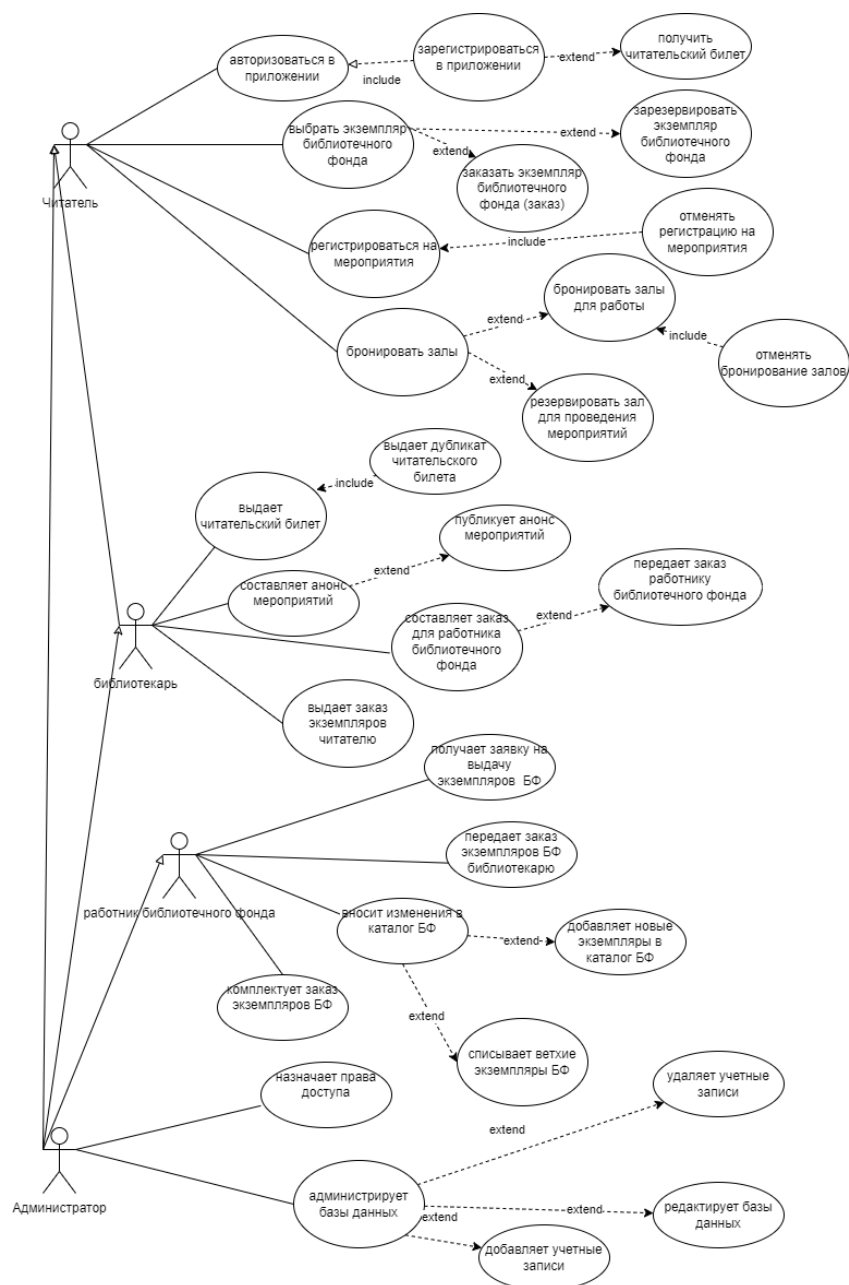 авторизоваться в
приложении
include
зарегистрироваться
в приложении
extend
получить
читательский билет
Читатель
выбрать экземпляр
библиотечного
фонда
extend
extend
зарезервировать
экземпляр
библиотечного
фонда
заказать экземпляр
библиотечного
фонда (заказ)
регистрироваться на
мероприятия
include
отменять
регистрацию на
мероприятия
бронировать залы
extend
бронировать залы
для работы
include
отменять
бронирование залов
extend
резервировать зал
для проведения
мероприятий
выдает
читательский билет
include
выдает дубликат
читательского
билета
составляет анонс
мероприятий
extend
публикует анонс
мероприятий
библиотекарь
составляет заказ
для работника
библиотечного
фонда
extend
передает заказ
работнику
библиотечного фонда
выдает заказ
экземпляров
читателю
получает заявку на
выдачу
экземпляров БФ
передает заказ
экземпляров БФ
библиотекарю
работник библиотечного фонда
вносит изменения в
каталог БФ
extend
добавляет новые
экземпляры в
каталог БФ
комплектует заказ
экземпляров БФ
extend
списывает ветхие
экземпляры БФ
назначает права
доступа
extend
удаляет учетные
записи
Администратор
администрирует
базы данных
extend
редактирует базы
данных
extend
добавляет учетные
записи